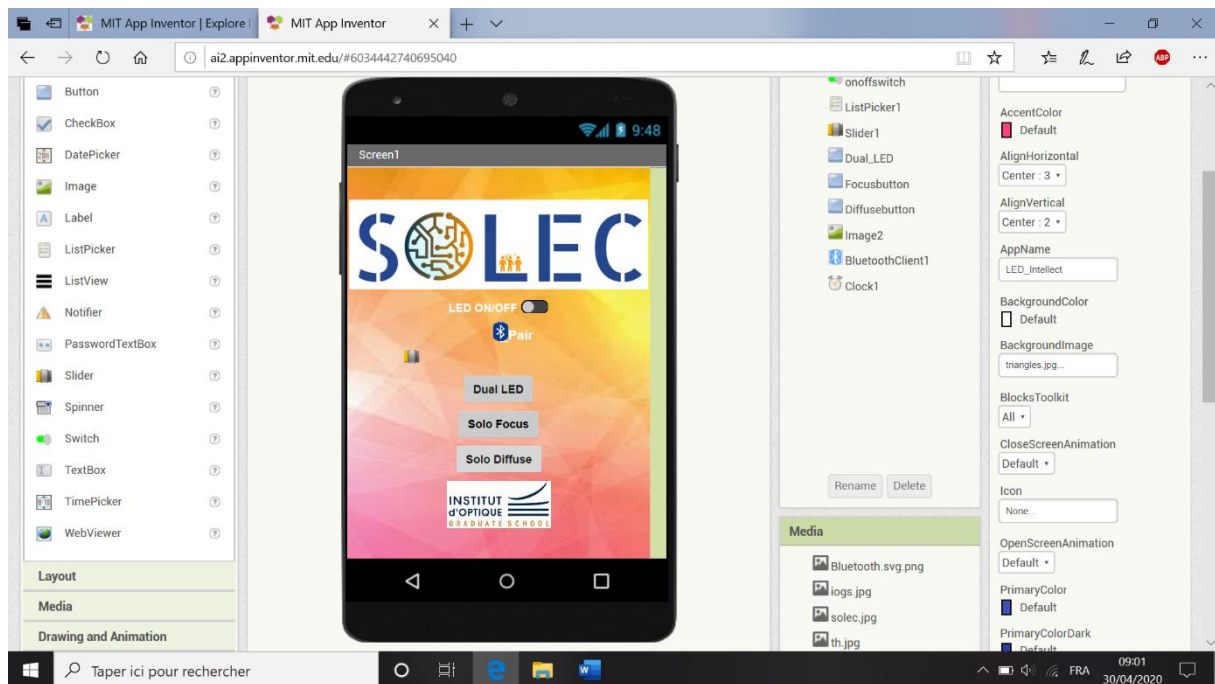 MIT App Inventor | Explore
MIT App Inventor
ai2.appinventor.mit.edu/#6034442740695040
ABP
Button
CheckBox
DatePicker
Image
Label
ListPicker
ListView
Notifier
PasswordTextBox
Slider
Spinner
Switch
TextBox
TimePicker
WebViewer
Layout
Media
Drawing and Animation
9:48
Screen1
SOLEC
LED ON/OFF
Pair
Dual LED
Solo Focus
Solo Diffuse
INSTITUT
d'OPTIQUE
GRADUATE SCHOOL
onoffswitch
ListPicker1
Slider1
Dual_LED
Focusbutton
Diffusebutton
Image2
BluetoothClient1
Clock1
Rename Delete
Media
Bluetooth.svg.png
iogs.jpg
solec.jpg
th.jpg
AccentColor
Default
AlignHorizontal
Center : 3
AlignVertical
Center : 2
AppName
LED_Intellect
BackgroundColor
Default
BackgroundImage
triangles.jpg...
BlocksToolkit
All
CloseScreenAnimation
Default
Icon
None...
OpenScreenAnimation
Default
PrimaryColor
Default
PrimaryColorDark
Default
Taper ici pour rechercher
FRA
09:01
30/04/2020